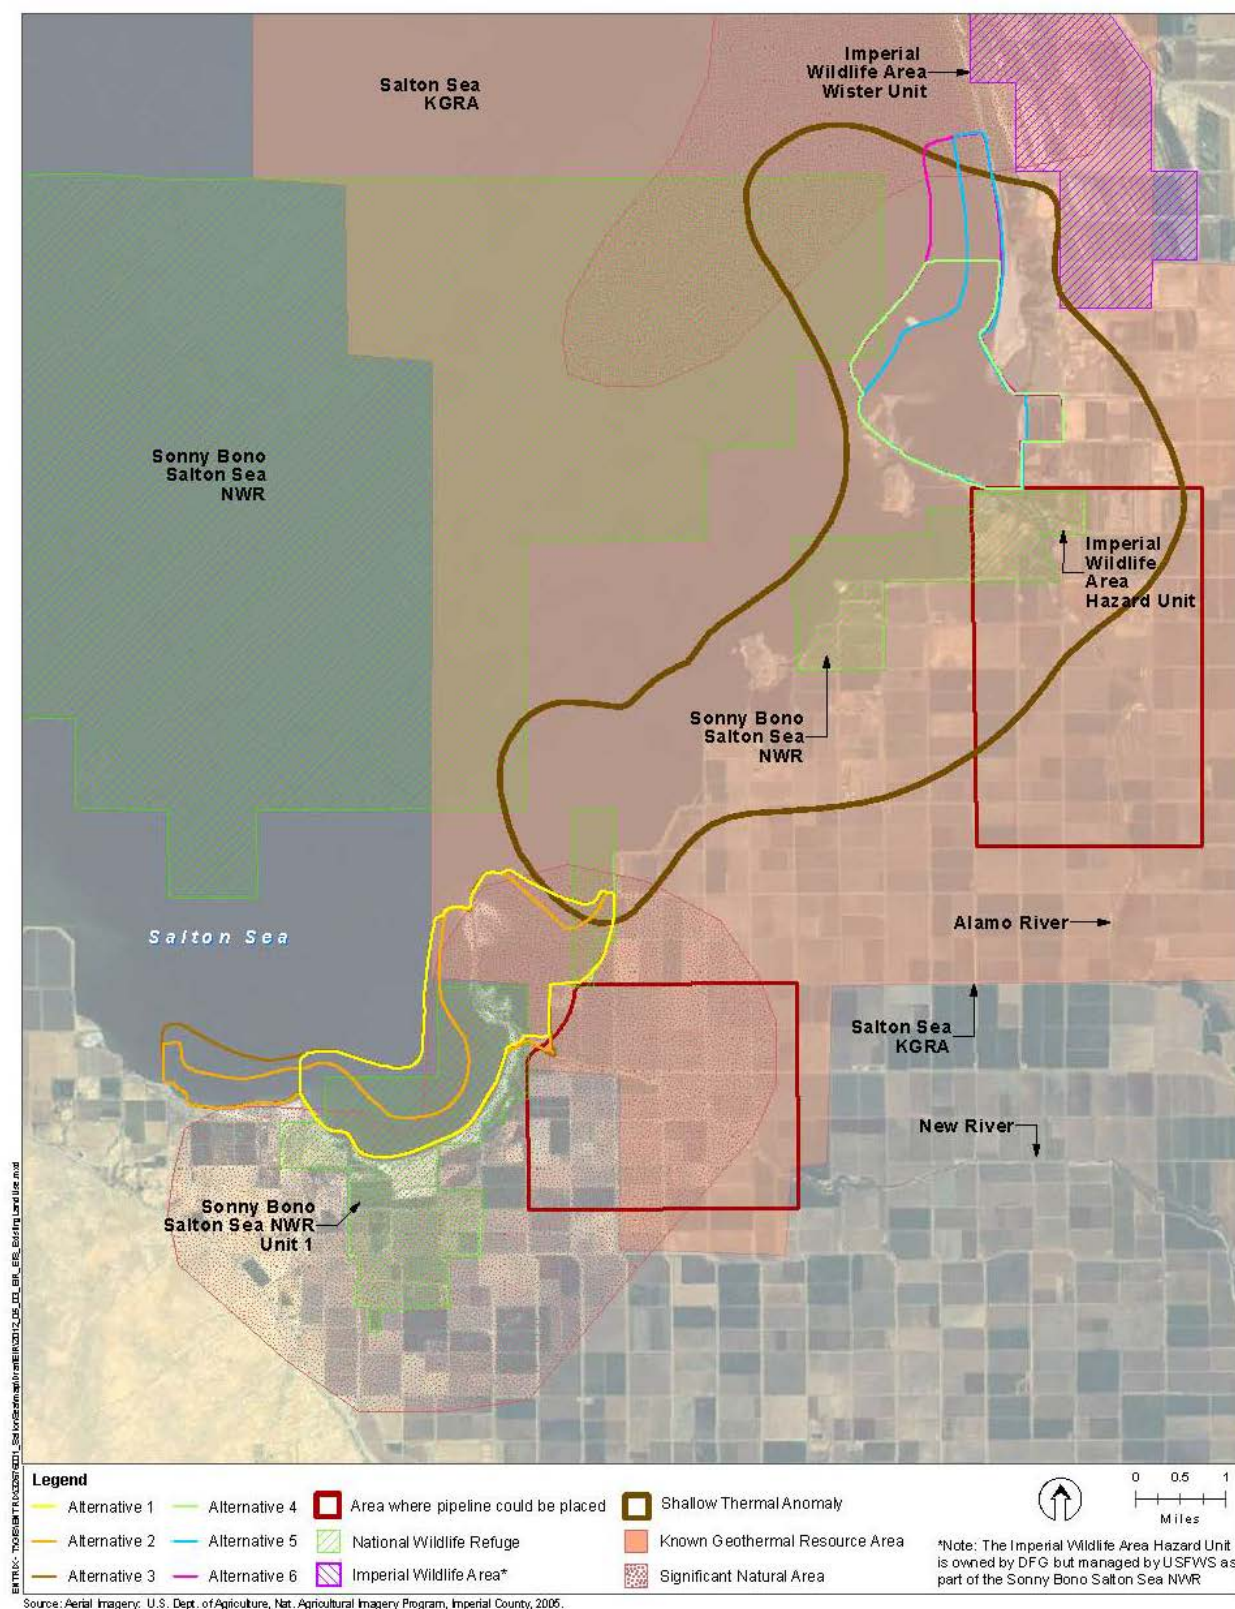 Imperial
Wildlife Area
Wister Unit
Salton Sea
KGRA
Sonny Bono
Salton Sea
NWR
Imperial
Wildlife
Area
Hazard Unit
Sonny Bono
Salton Sea
NWR
Salton Sea
Alamo River
Salton Sea
KGRA
New River
Sonny Bono
Salton Sea NWR
Unit 1
Legend
Alternative 1
Alternative 2
Alternative 3
Alternative 4
Alternative 5
Alternative 6
Area where pipeline could be placed
National Wildlife Refuge
Imperial Wildlife Area*
Shallow Thermal Anomaly
Known Geothermal Resource Area
Significant Natural Area
0 0.5 1
Miles
*Note: The Imperial Wildlife Area Hazard Unit
is owned by DFG but managed by USFWS as
part of the Sonny Bono Salton Sea NWR
Source: Aerial Imagery: U.S. Dept. of Agriculture, Nat. Agricultural Imagery Program, Imperial County, 2005.